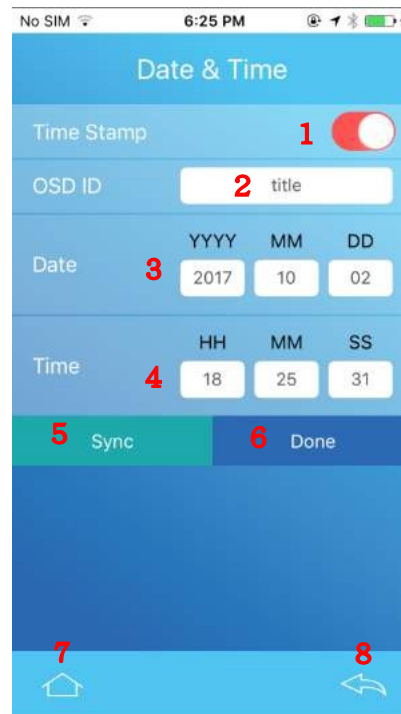 No SIM 6:25 PM
Date & Time
Time Stamp 1
OSD ID 2 title
YYYY MM DD
Date 3 2017 10 02
HH MM SS
Time 4 18 25 31
5 Sync 6 Done
7 8